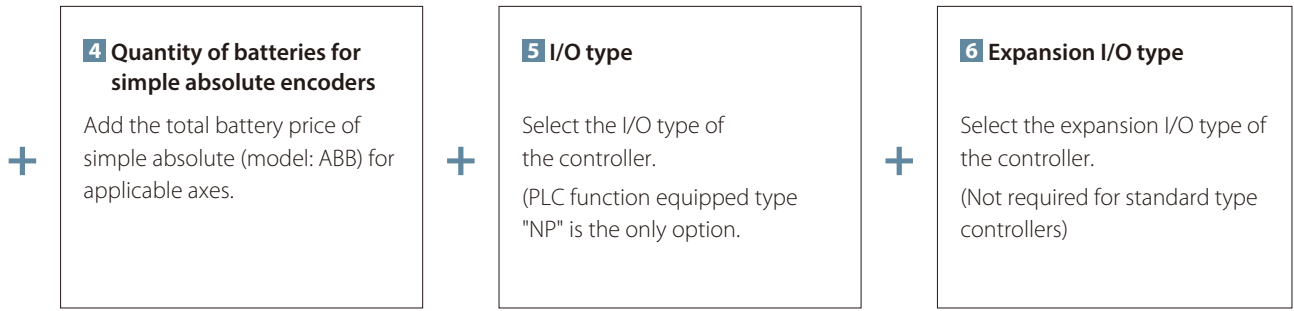 4 Quantity of batteries for
simple absolute encoders
Add the total battery price of
simple absolute (model: ABB) for
applicable axes.
5 I/O type
Select the I/O type of
the controller.
(PLC function equipped type
"NP" is the only option.
6 Expansion I/O type
Select the expansion I/O type of
the controller.
(Not required for standard type
controllers)